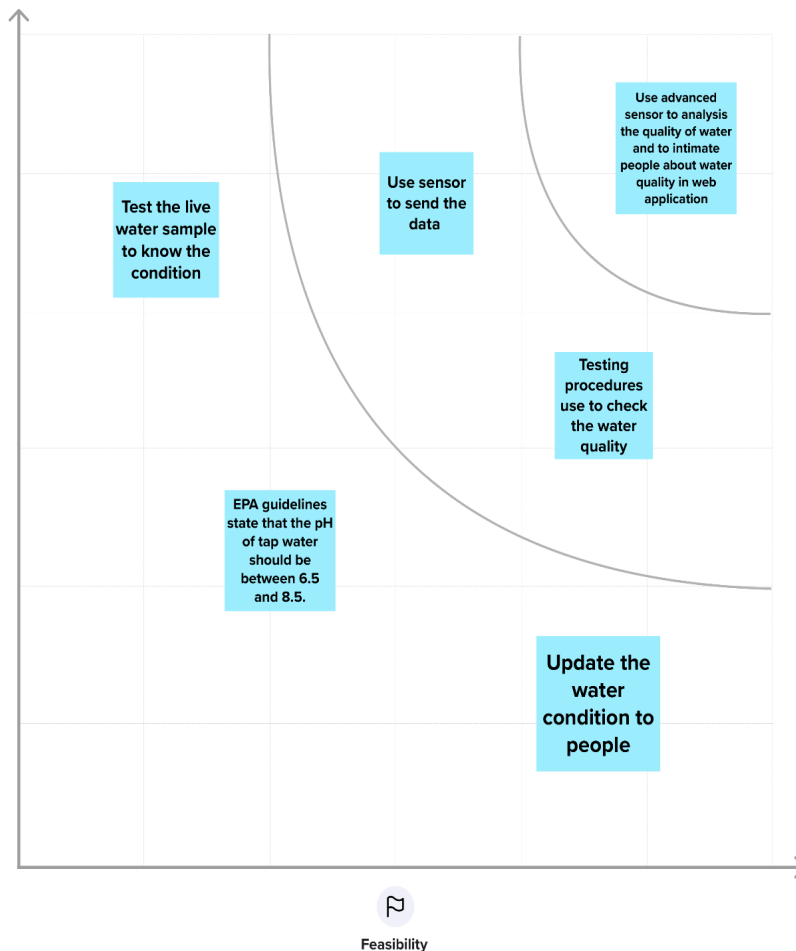 Use advanced
sensor to analysis
the quality of water
and to intimate
people about water
quality in web
application
Use sensor
to send the
data
Test the live
water sample
to know the
condition
Testing
procedures
use to check
the water
quality
EPA guidelines
state that the pH
of tap water
should be
between 6.5
and 8.5.
Update the
water
condition to
people
Feasibility